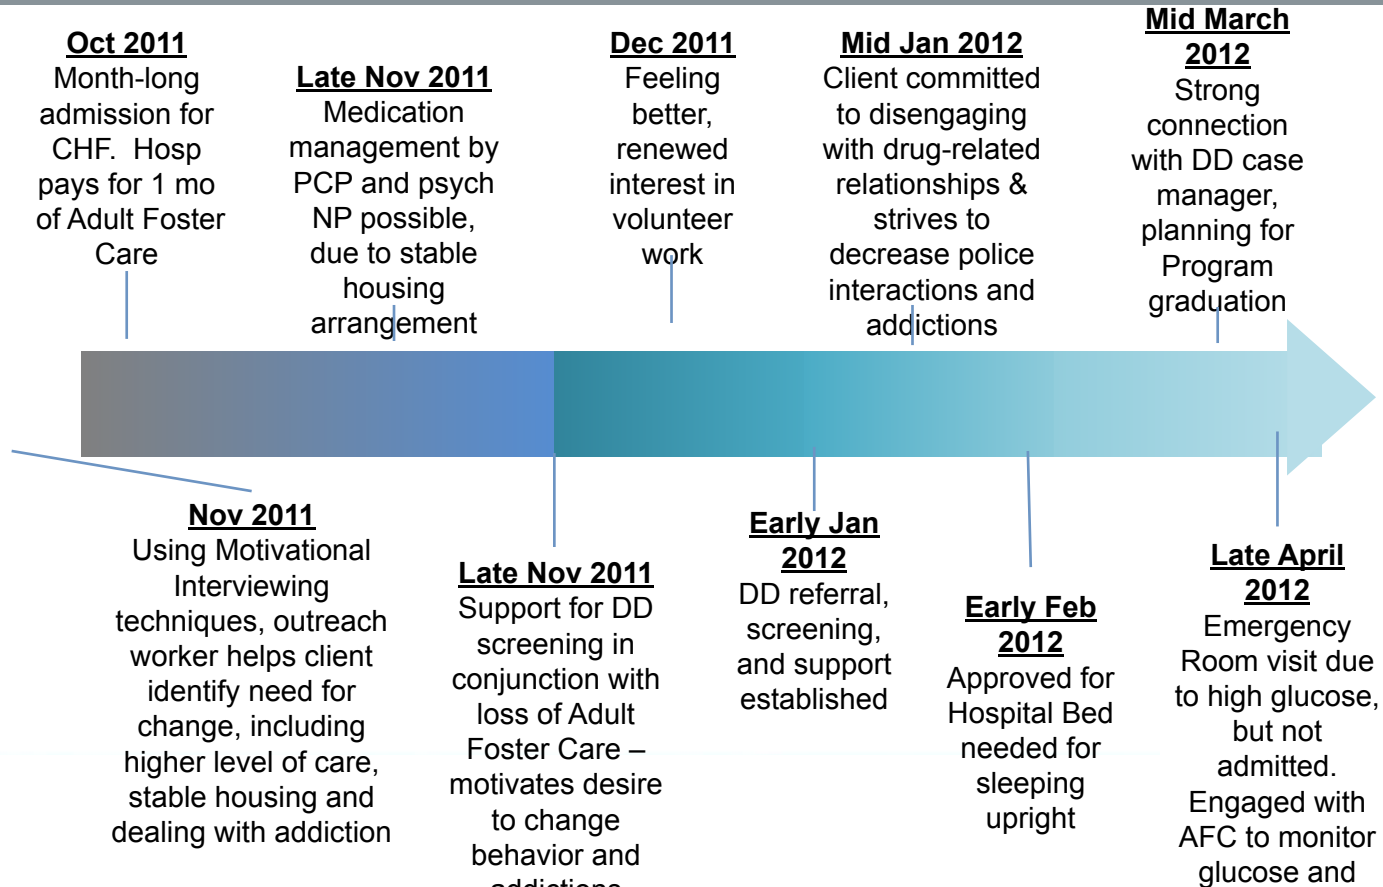 Oct 2011
Month-long
admission for
CHF.  Hosp
pays for 1 mo
of Adult Foster
Care
Late Nov 2011
Medication
management by
PCP and psych
NP possible,
due to stable
housing
arrangement
Dec 2011
Feeling
better,
renewed
interest in
volunteer
work
Mid Jan 2012
Client committed
to disengaging
with drug-related
relationships &
strives to
decrease police
interactions and
addictions
Mid March
2012
Strong
connection
with DD case
manager,
planning for
Program
graduation
Nov 2011
Using Motivational
Interviewing
techniques, outreach
worker helps client
identify need for
change, including
higher level of care,
stable housing and
dealing with addiction
Late Nov 2011
Support for DD
screening in
conjunction with
loss of Adult
Foster Care –
motivates desire
to change
behavior and
addictions
Early Jan
2012
DD referral,
screening,
and support
established
Early Feb
2012
Approved for
Hospital Bed
needed for
sleeping
upright
Late April
2012
Emergency
Room visit due
to high glucose,
but not
admitted.
Engaged with
AFC to monitor
glucose and